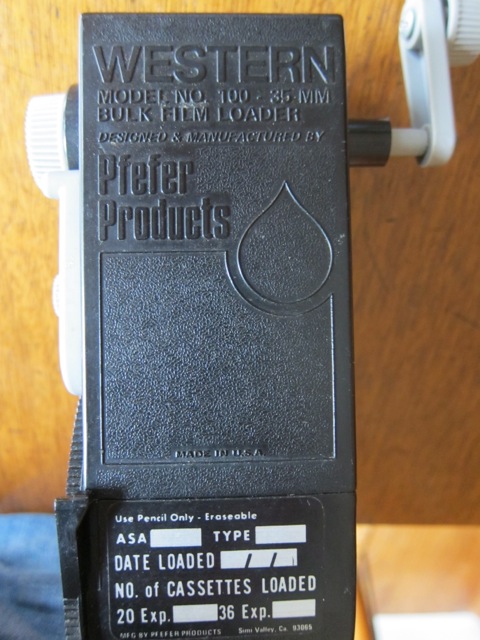 WESTERN
MODEL NO. 100 - 35-MM
BULK FILM LOADER
DESIGNED & MANUFACTURED BY
Pfefer
Products
MADE IN U.S.A.
Use Pencil Only - Eraseable
ASA TYPE
DATE LOADED / /
NO. of CASSETTES LOADED
20 Exp. 36 Exp.
MFG BY PFEFER PRODUCTS Simi Valley, Ca. 93065